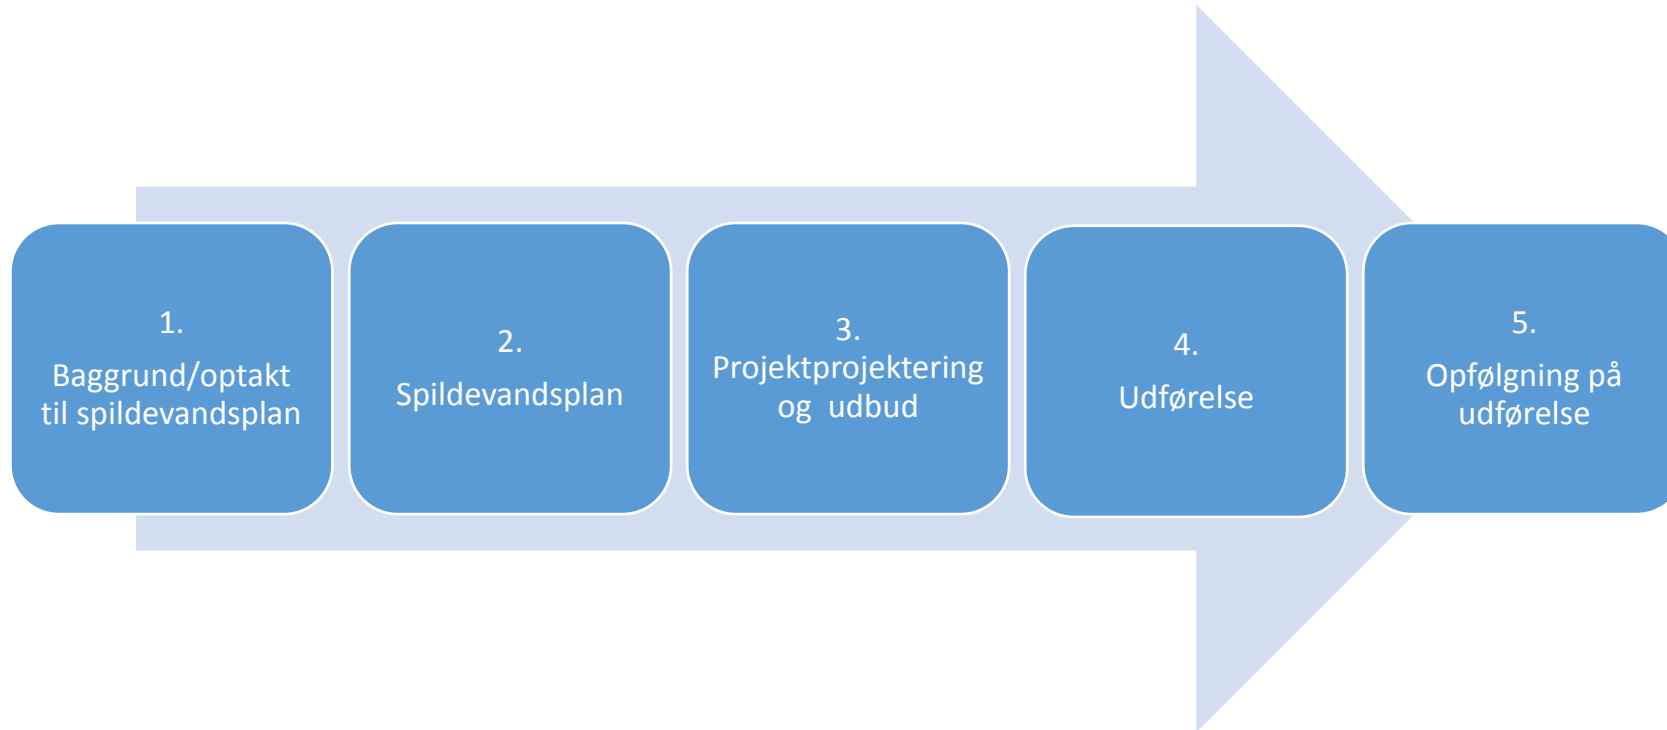 1.
Baggrund/optakt
til spildevandsplan
2.
Spildevandsplan
3.
Projektprojektering
og  udbud
4.
Udførelse
5.
Opfølgning på
udførelse